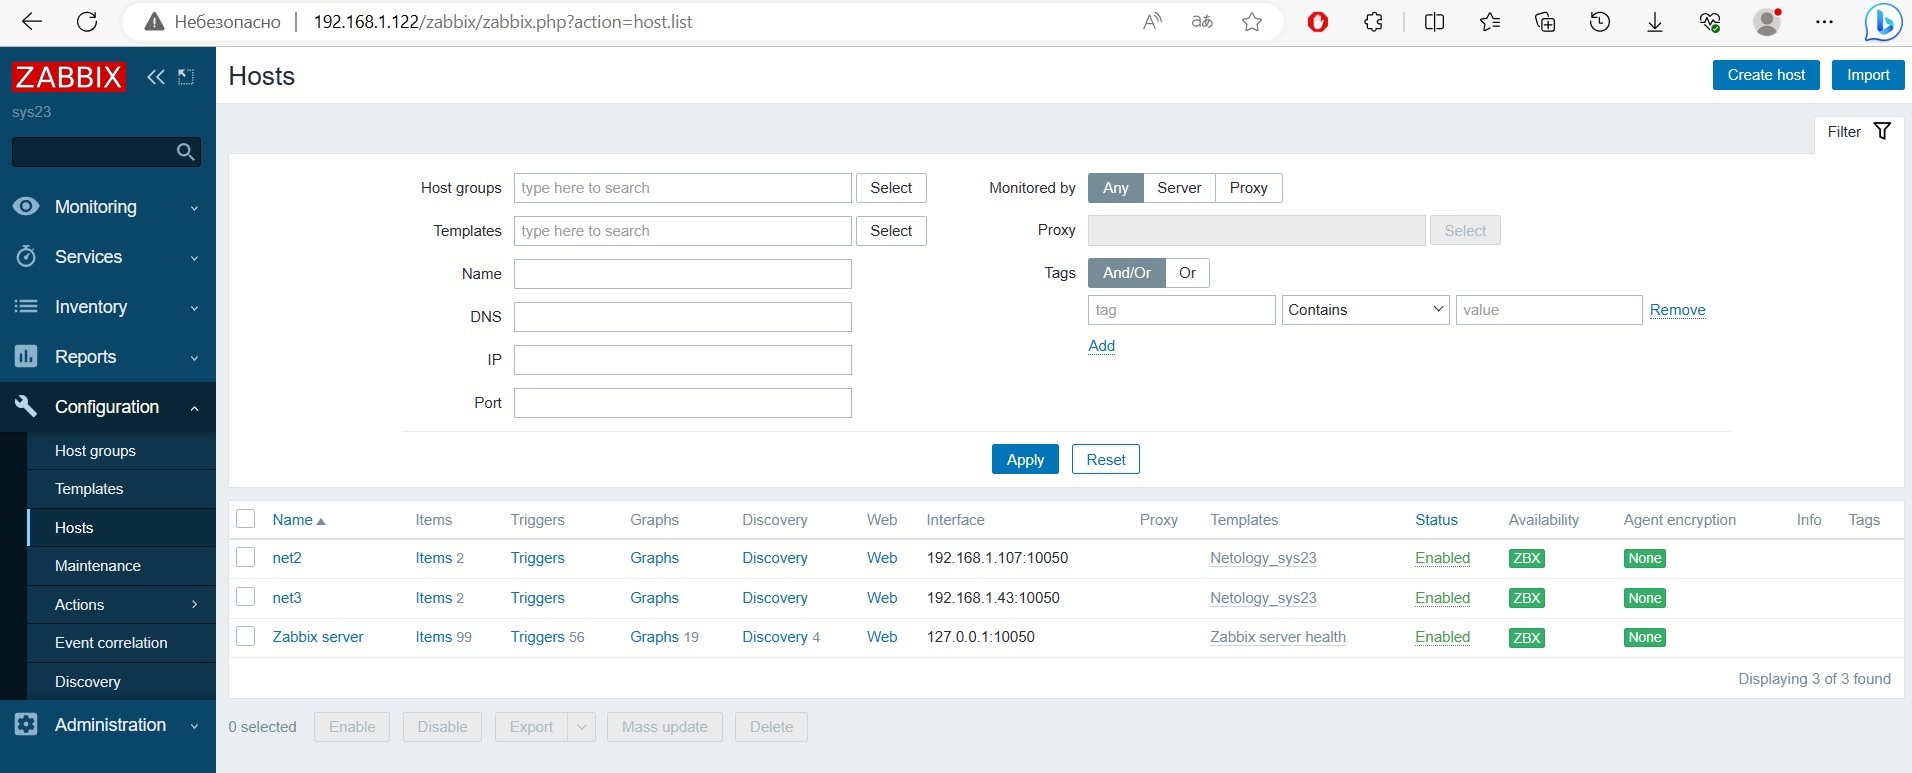 Небезопасно 192.168.1.122/zabbix/zabbix.php?action=host.list
ZABBIX
sys23
Monitoring
Services
Inventory
Reports
Configuration
Host groups
Templates
Hosts
Maintenance
Actions
Event correlation
Discovery
Administration
Hosts Create host Import
Filter
Host groups type here to search Select
Templates type here to search Select
Name
DNS
IP
Port
Monitored by Any Server Proxy
Proxy Select
Tags And/Or Or
tag Contains value Remove
Add
Apply Reset
Name Items Triggers Graphs Discovery Web Interface Proxy Templates Status Availability Agent encryption Info Tags
net2 Items 2 Triggers Graphs Discovery Web 192.168.1.107:10050 Netology_sys23 Enabled ZBX None
net3 Items 2 Triggers Graphs Discovery Web 192.168.1.43:10050 Netology_sys23 Enabled ZBX None
Zabbix server Items 99 Triggers 56 Graphs 19 Discovery 4 Web 127.0.0.1:10050 Zabbix server health Enabled ZBX None
Displaying 3 of 3 found
0 selected Enable Disable Export Mass update Delete